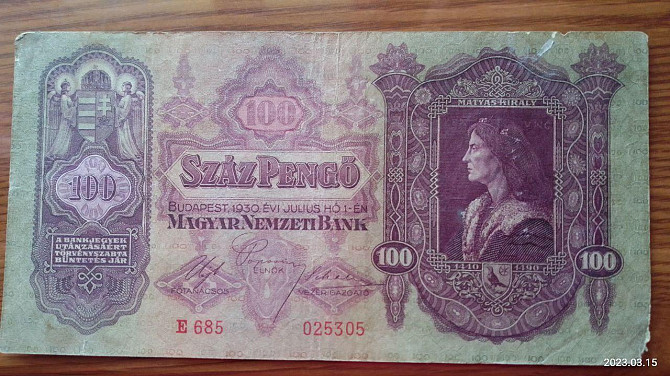 100
SZÁZ PENGŐ
BUDAPEST, 1930. ÉVI JULIUS HÓ 1-ÉN
MAGYAR NEMZETI BANK
FŐTANÁCSOS
ELNÖK
VEZÉRIGAZGATÓ
E 685
025305
100
A BANKJEGYEK
UTÁNZÁSAÉRT
TÖRVÉNYSZABTA
BÜNTETÉS JÁR
MÁTYÁS KIRÁLY
100
100
1440
1490
2023.03.15